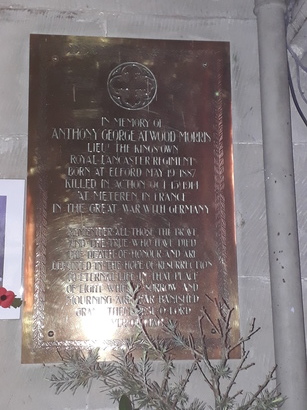 IN MEMORY OF
ANTHONY GEORGE ATWOOD MORRIS
LIEUT THE KING'S OWN
ROYAL LANCASTER REGIMENT
BORN AT ELFORD MAY 19 1887
KILLED IN ACTION OCT 13 1914
AT METEREN, IN FRANCE
IN THE GREAT WAR WITH GERMANY
REMEMBER ALL THOSE THE BRAVE
AND THE TRUE WHO HAVE DIED
THE DEATH OF HONOUR AND ARE
IN THE HOPE OF RESURRECTION
ETERNAL LIFE IN THAT PLACE
OF LIGHT WHERE SORROW AND
MOURNING ARE FAR BANISHED
LORD